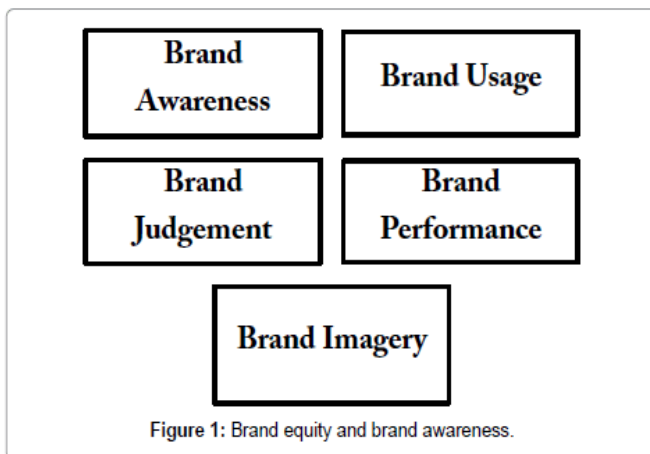 Brand
Awareness
Brand Usage
Brand
Judgement
Brand
Performance
Brand Imagery
Figure 1: Brand equity and brand awareness.